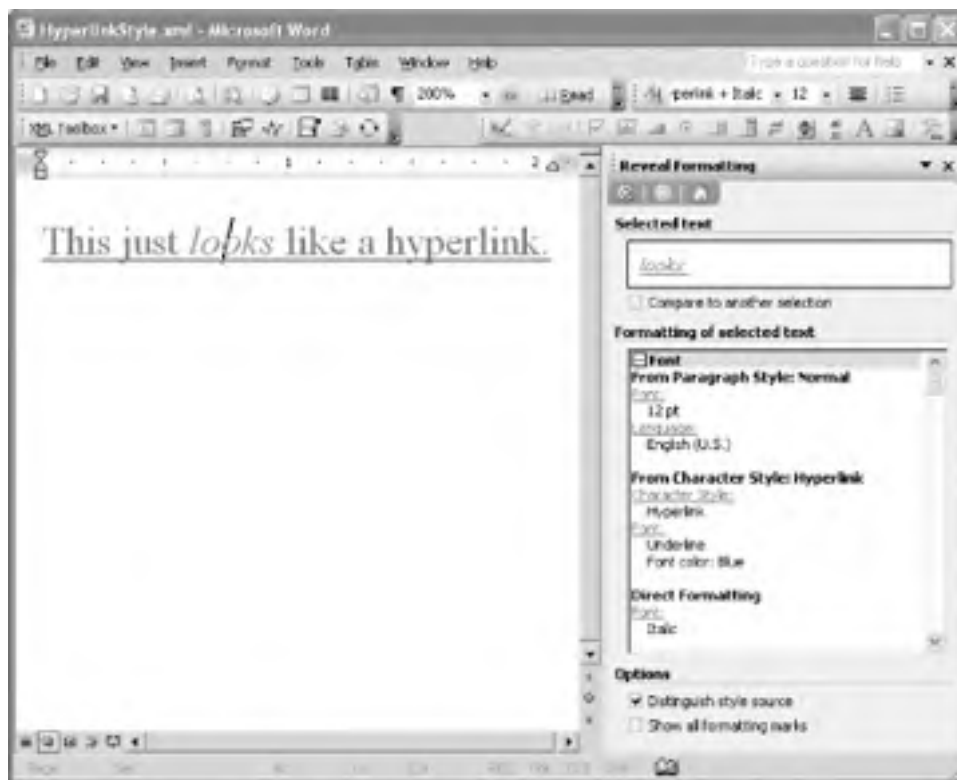 HyperlinkStyle.xml - Microsoft Word
File Edit View Insert Format Tools Table Window Help Type a question for help
200% Read perlink + Italic 12
XML Toolbox
1 2
This just looks like a hyperlink.
Reveal Formatting
Selected text
looks
Compare to another selection
Formatting of selected text
Font
From Paragraph Style: Normal
Font:
12 pt
Language:
English (U.S.)
From Character Style: Hyperlink
Character Style:
Hyperlink
Font:
Underline
Font color: Blue
Direct Formatting
Font:
Italic
Options
Distinguish style source
Show all formatting marks